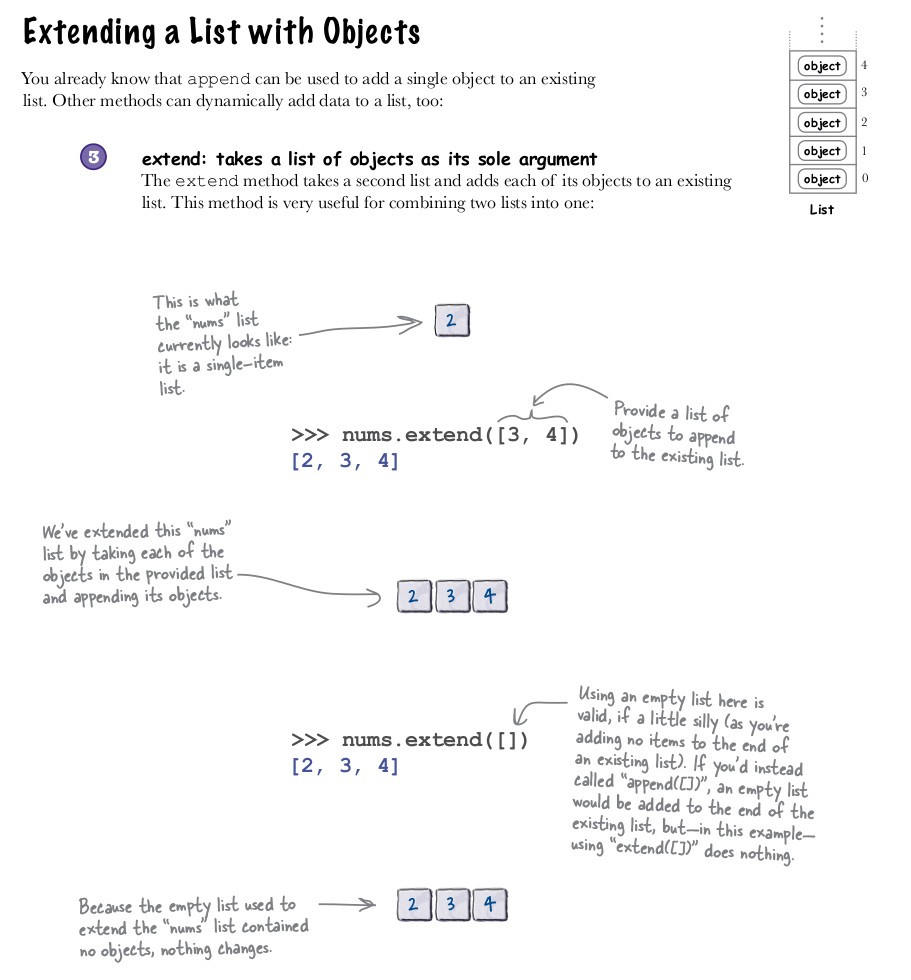 Extending a List with Objects
You already know that append can be used to add a single object to an existing
list. Other methods can dynamically add data to a list, too:
object 4
object 3
object 2
object 1
object 0
List
3
extend: takes a list of objects as its sole argument
The extend method takes a second list and adds each of its objects to an existing
list. This method is very useful for combining two lists into one:
This is what
the “nums” list
currently looks like:
it is a single-item
list.
2
>>> nums.extend([3, 4])
[2, 3, 4]
Provide a list of
objects to append
to the existing list.
We’ve extended this “nums”
list by taking each of the
objects in the provided list
and appending its objects.
2 3 4
>>> nums.extend([])
[2, 3, 4]
Using an empty list here is
valid, if a little silly (as you’re
adding no items to the end of
an existing list). If you’d instead
called “append([])”, an empty list
would be added to the end of the
existing list, but—in this example—
using “extend([])” does nothing.
Because the empty list used to
extend the “nums” list contained
no objects, nothing changes.
2 3 4